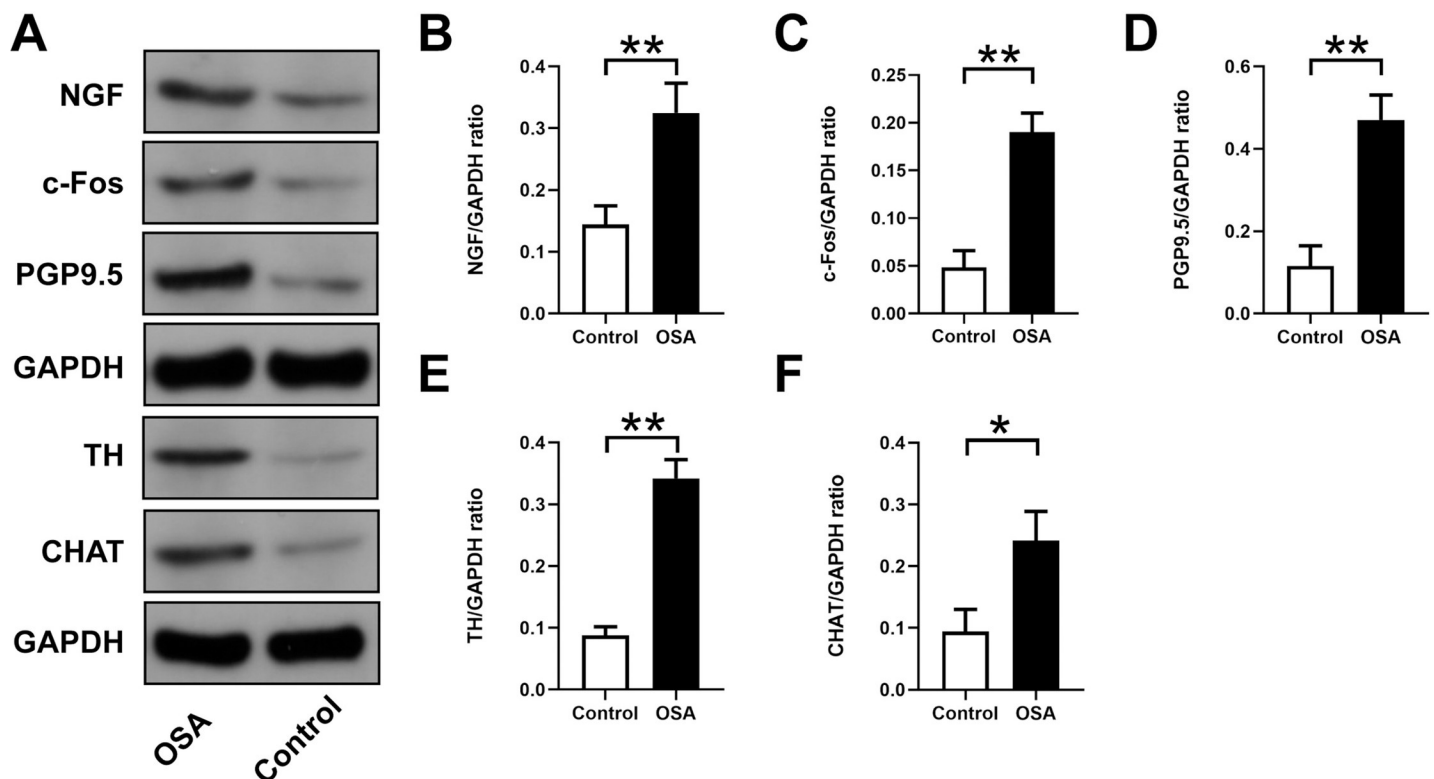 A
NGF
c-Fos
PGP9.5
GAPDH
TH
CHAT
GAPDH
OSA
Control
B
**
NGF/GAPDH ratio
0.4
0.3
0.2
0.1
0.0
Control OSA
C
**
c-Fos/GAPDH ratio
0.25
0.20
0.15
0.10
0.05
0.00
Control OSA
D
**
PGP9.5/GAPDH ratio
0.6
0.4
0.2
0.0
Control OSA
E
**
TH/GAPDH ratio
0.4
0.3
0.2
0.1
0.0
Control OSA
F
*
CHAT/GAPDH ratio
0.4
0.3
0.2
0.1
0.0
Control OSA